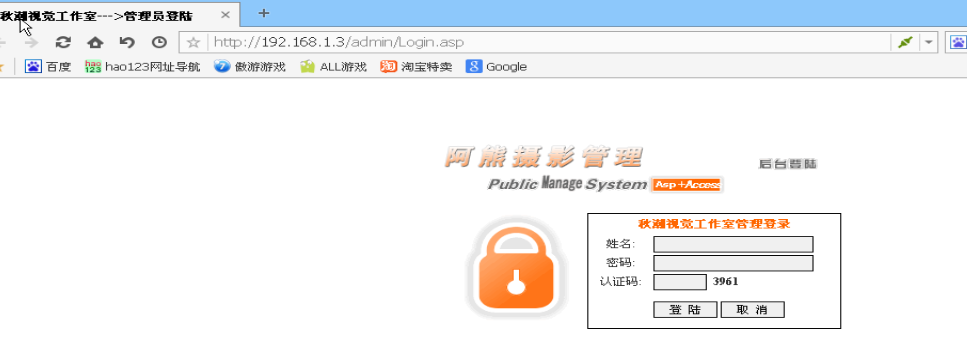 秋潮视觉工作室--->管理员登陆 × +
http://192.168.1.3/admin/Login.asp
百度 hao123 hao123网址导航 傲游游戏 ALL游戏 淘 淘宝特卖 8 Google
阿熊摄影管理
后台登陆
Public Manage System Asp+Access
秋潮视觉工作室管理登录
姓名:
密码:
认证码: 3961
登 陆 取 消